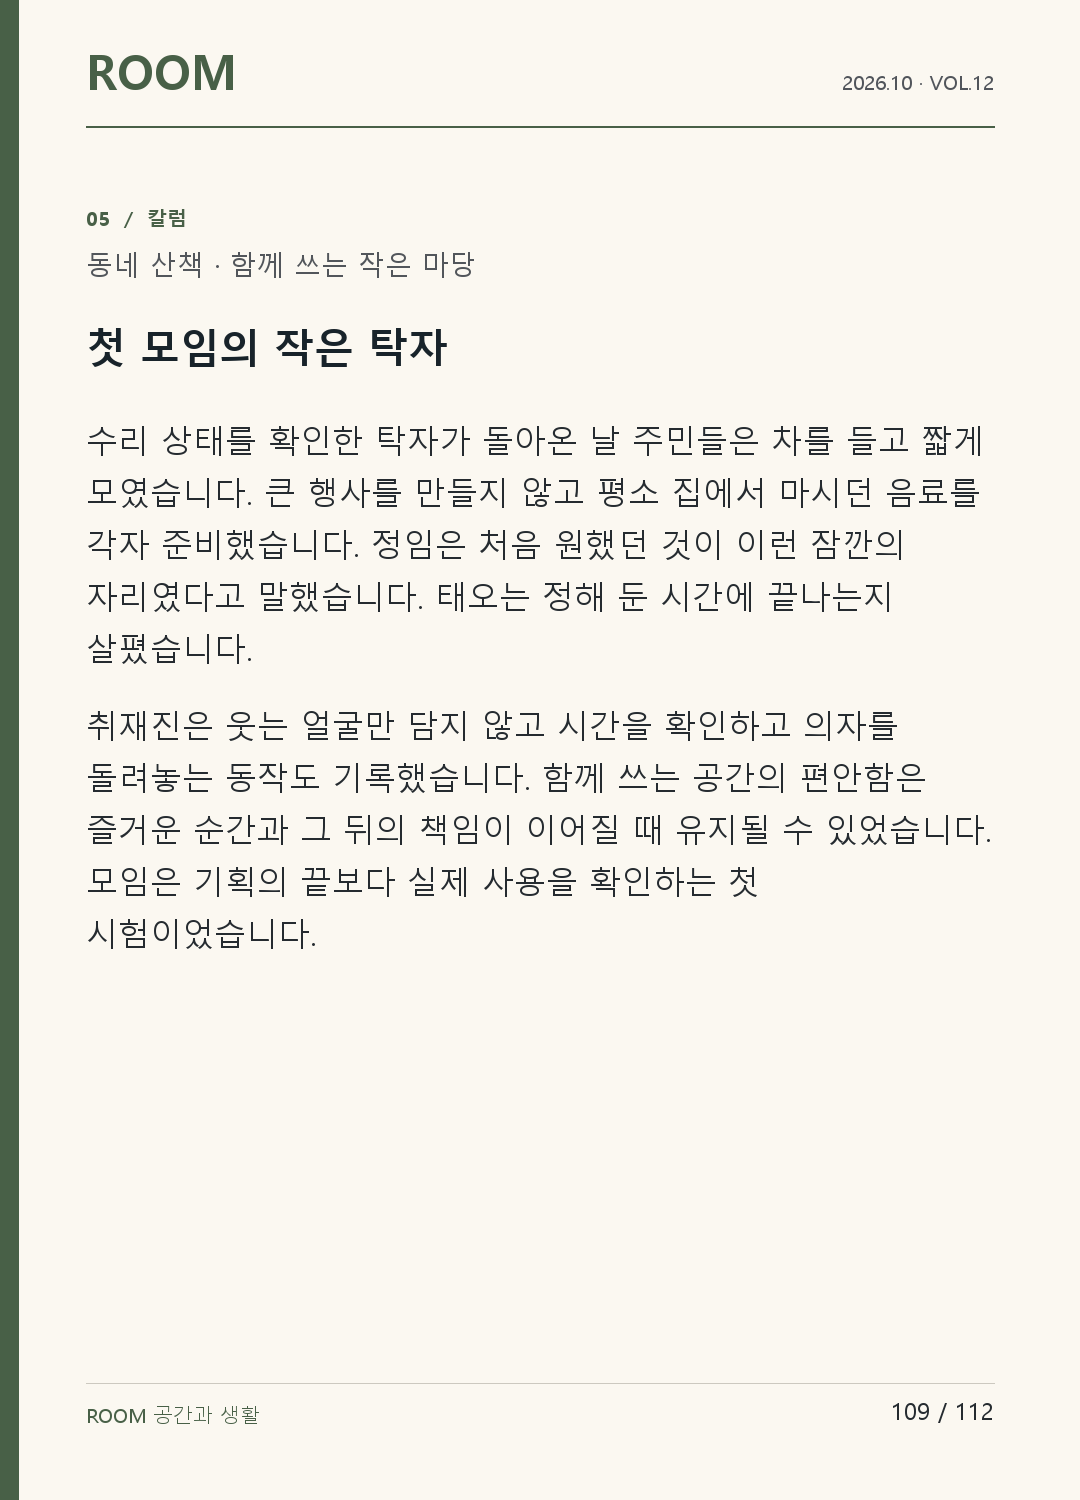 ROOM
2026.10 · VOL.12
05 / 칼럼
동네 산책 · 함께 쓰는 작은 마당
첫 모임의 작은 탁자
수리 상태를 확인한 탁자가 돌아온 날 주민들은 차를 들고 짧게
모였습니다. 큰 행사를 만들지 않고 평소 집에서 마시던 음료를
각자 준비했습니다. 정임은 처음 원했던 것이 이런 잠깐의
자리였다고 말했습니다. 태오는 정해 둔 시간에 끝나는지
살폈습니다.
취재진은 웃는 얼굴만 담지 않고 시간을 확인하고 의자를
돌려놓는 동작도 기록했습니다. 함께 쓰는 공간의 편안함은
즐거운 순간과 그 뒤의 책임이 이어질 때 유지될 수 있었습니다.
모임은 기획의 끝보다 실제 사용을 확인하는 첫
시험이었습니다.
ROOM 공간과 생활
109 / 112